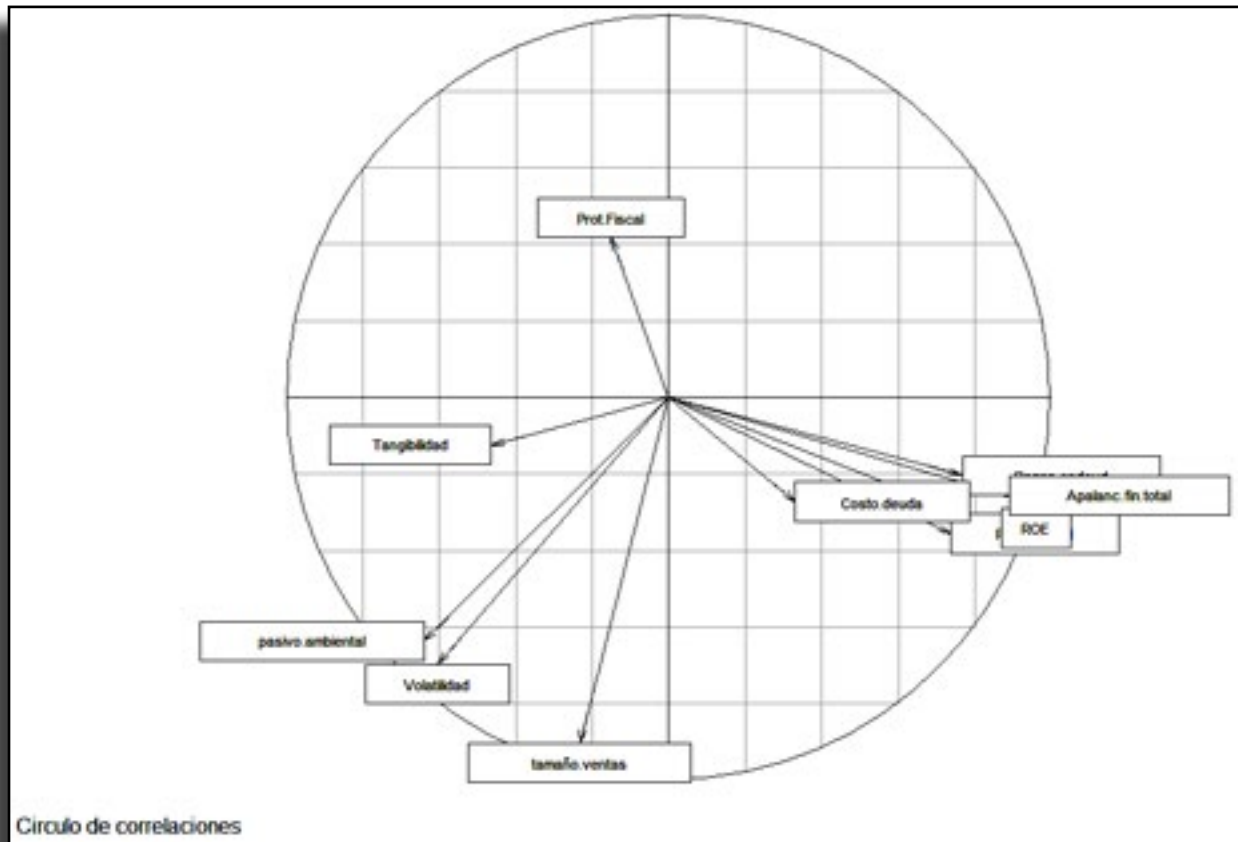 Prot.Fiscal
Tangibilidad
Costo.deuda
Apalanc.fin.total
ROE
pasivo.ambiental
Volatilidad
tamaño.ventas
Circulo de correlaciones